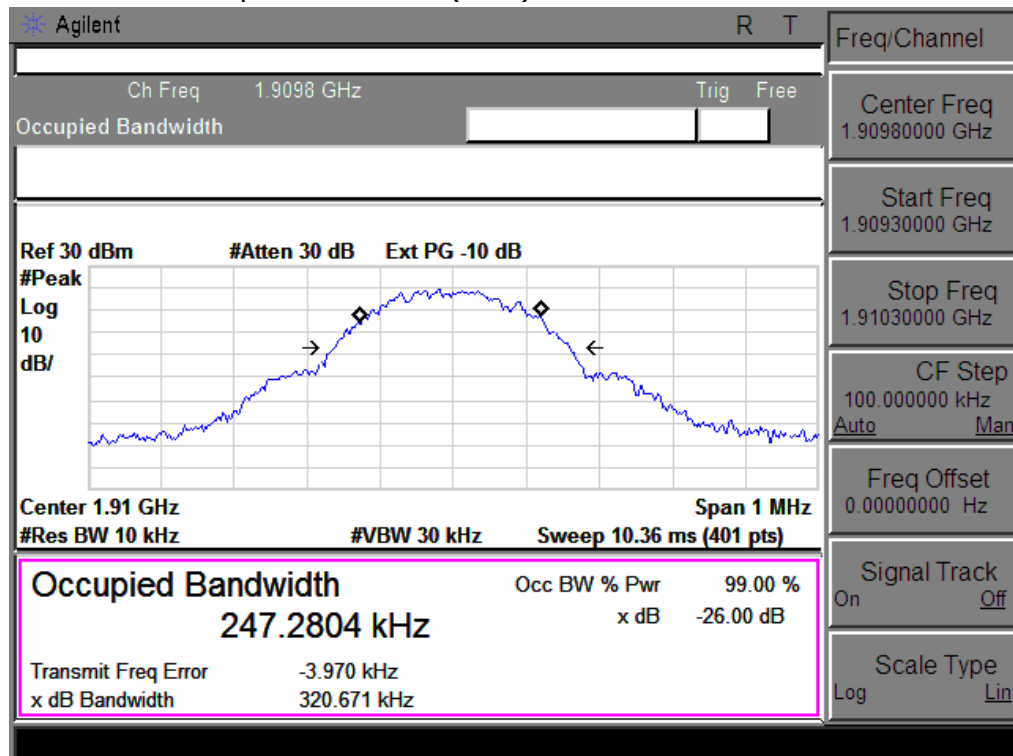 Agilent R T
Freq/Channel
Ch Freq 1.9098 GHz Trig Free
Occupied Bandwidth
Center Freq
1.90980000 GHz
Start Freq
1.90930000 GHz
Stop Freq
1.91030000 GHz
CF Step
100.000000 kHz
Auto Man
Freq Offset
0.00000000 Hz
Signal Track
On Off
Scale Type
Log Lin
Ref 30 dBm #Atten 30 dB Ext PG -10 dB
#Peak
Log
10
dB/
Center 1.91 GHz Span 1 MHz
#Res BW 10 kHz #VBW 30 kHz Sweep 10.36 ms (401 pts)
Occupied Bandwidth Occ BW % Pwr 99.00 %
247.2804 kHz x dB -26.00 dB
Transmit Freq Error -3.970 kHz
x dB Bandwidth 320.671 kHz